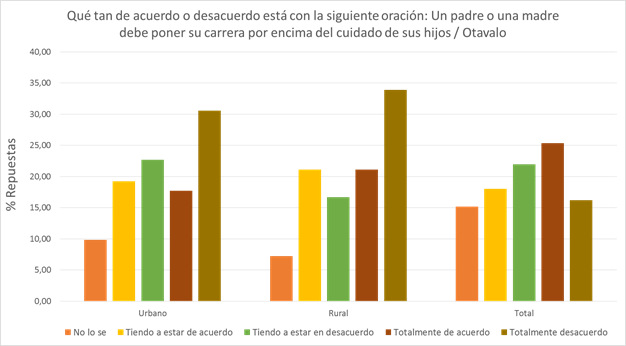 Qué tan de acuerdo o desacuerdo está con la siguiente oración: Un padre o una madre
debe poner su carrera por encima del cuidado de sus hijos / Otavalo
% Repuestas
40,00
35,00
30,00
25,00
20,00
15,00
10,00
5,00
0,00
Urbano Rural Total
No lo se Tiendo a estar de acuerdo Tiendo a estar en desacuerdo Totalmente de acuerdo Totalmente desacuerdo